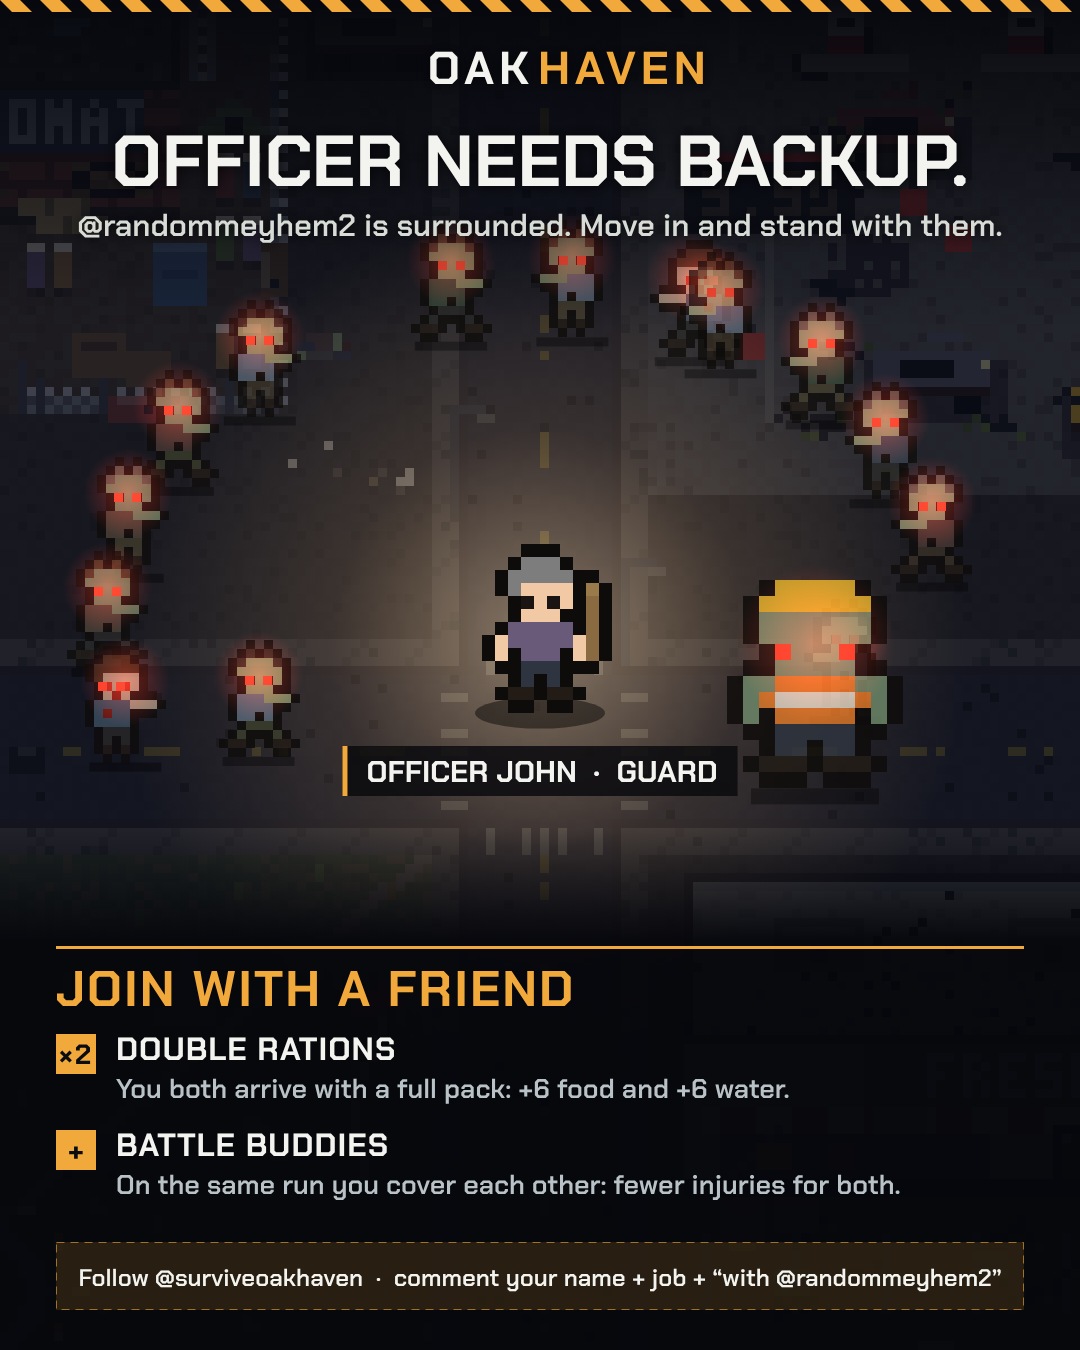 OMAT
OAKHAVEN
OFFICER NEEDS BACKUP.
@randommeyhem2 is surrounded. Move in and stand with them.
OFFICER JOHN · GUARD
JOIN WITH A FRIEND
×2 DOUBLE RATIONS
You both arrive with a full pack: +6 food and +6 water.
+ BATTLE BUDDIES
On the same run you cover each other: fewer injuries for both.
Follow @surviveoakhaven · comment your name + job + “with @randommeyhem2”